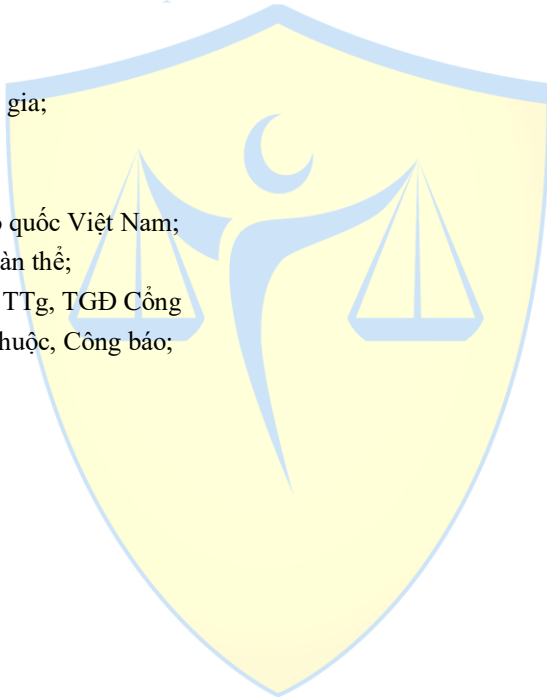 gia;
quốc Việt Nam;
àn thể;
TTg, TGĐ Cổng
huộc, Công báo;